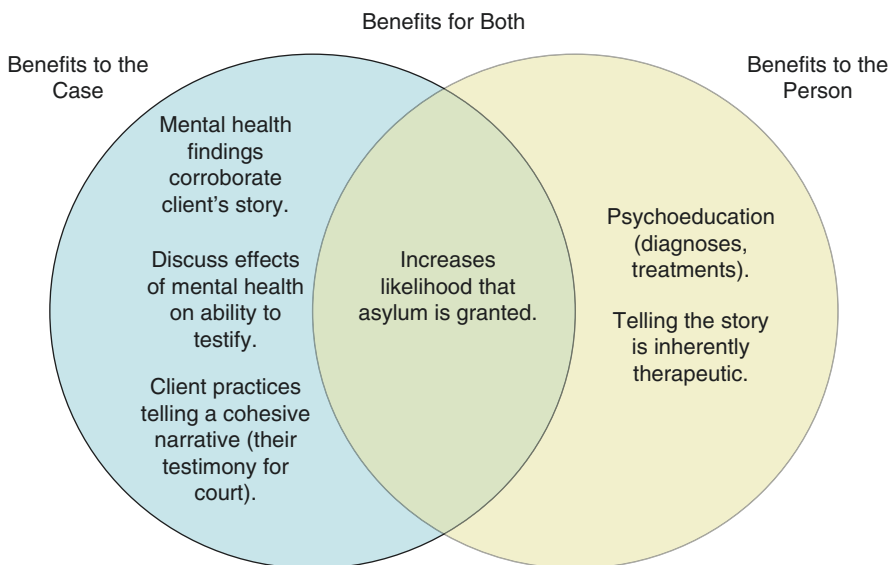 Benefits for Both
Benefits to the
Case
Benefits to the
Person
Mental health
findings
corroborate
client’s story.
Discuss effects
of mental health
on ability to
testify.
Client practices
telling a cohesive
narrative (their
testimony for
court).
Increases
likelihood that
asylum is granted.
Psychoeducation
(diagnoses,
treatments).
Telling the story
is inherently
therapeutic.